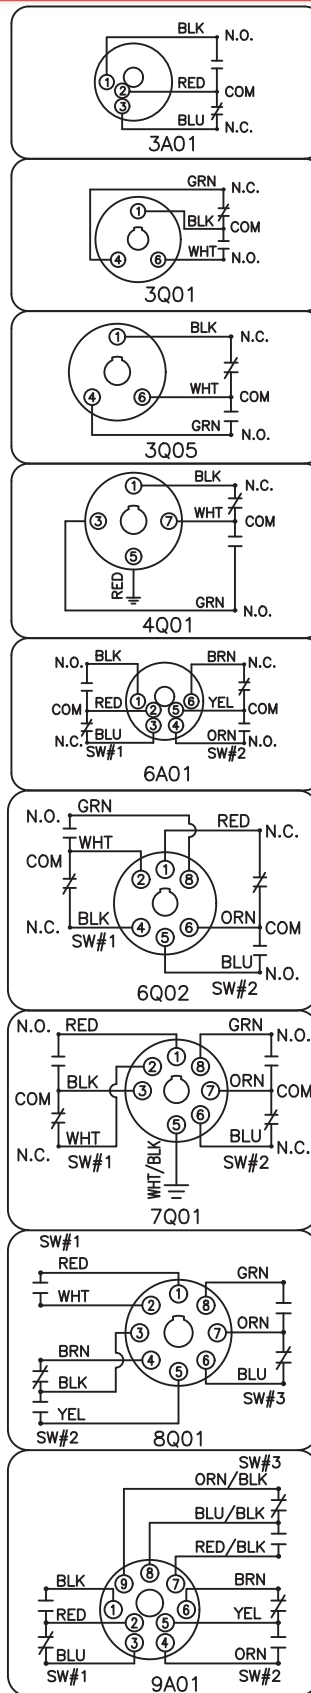 BLK N.O.
1
2 RED COM
3
BLU N.C.
3A01
GRN N.C.
1
BLK COM
4 6 WHT N.O.
3Q01
1 BLK N.C.
4 6 WHT COM
GRN N.O.
3Q05
1 BLK N.C.
3 7 WHT COM
5
RED
GRN N.O.
4Q01
N.O. BLK BRN N.C.
1 6
COM RED 2 5 YEL COM
3 4
N.C. BLU ORN N.O.
SW#1 SW#2
6A01
N.O. GRN
RED N.C.
WHT
COM
1
2 8
N.C. BLK 4 6 ORN COM
SW#1 5
BLU N.O.
SW#2
6Q02
N.O. RED GRN N.O.
1
2 8
COM BLK 3 7 ORN COM
6
5
WHT BLU N.C.
N.C. SW#1 SW#2
WHT/BLK
7Q01
SW#1
RED GRN
1
WHT 2 8
3 7 ORN
BRN 4 6
5
BLK BLU
SW#3
YEL
SW#2
8Q01
SW#3
ORN/BLK
BLU/BLK
RED/BLK
8
9 7
BLK BRN
1 6
RED 2 5 YEL
3 4
BLU ORN
SW#1 SW#2
9A01